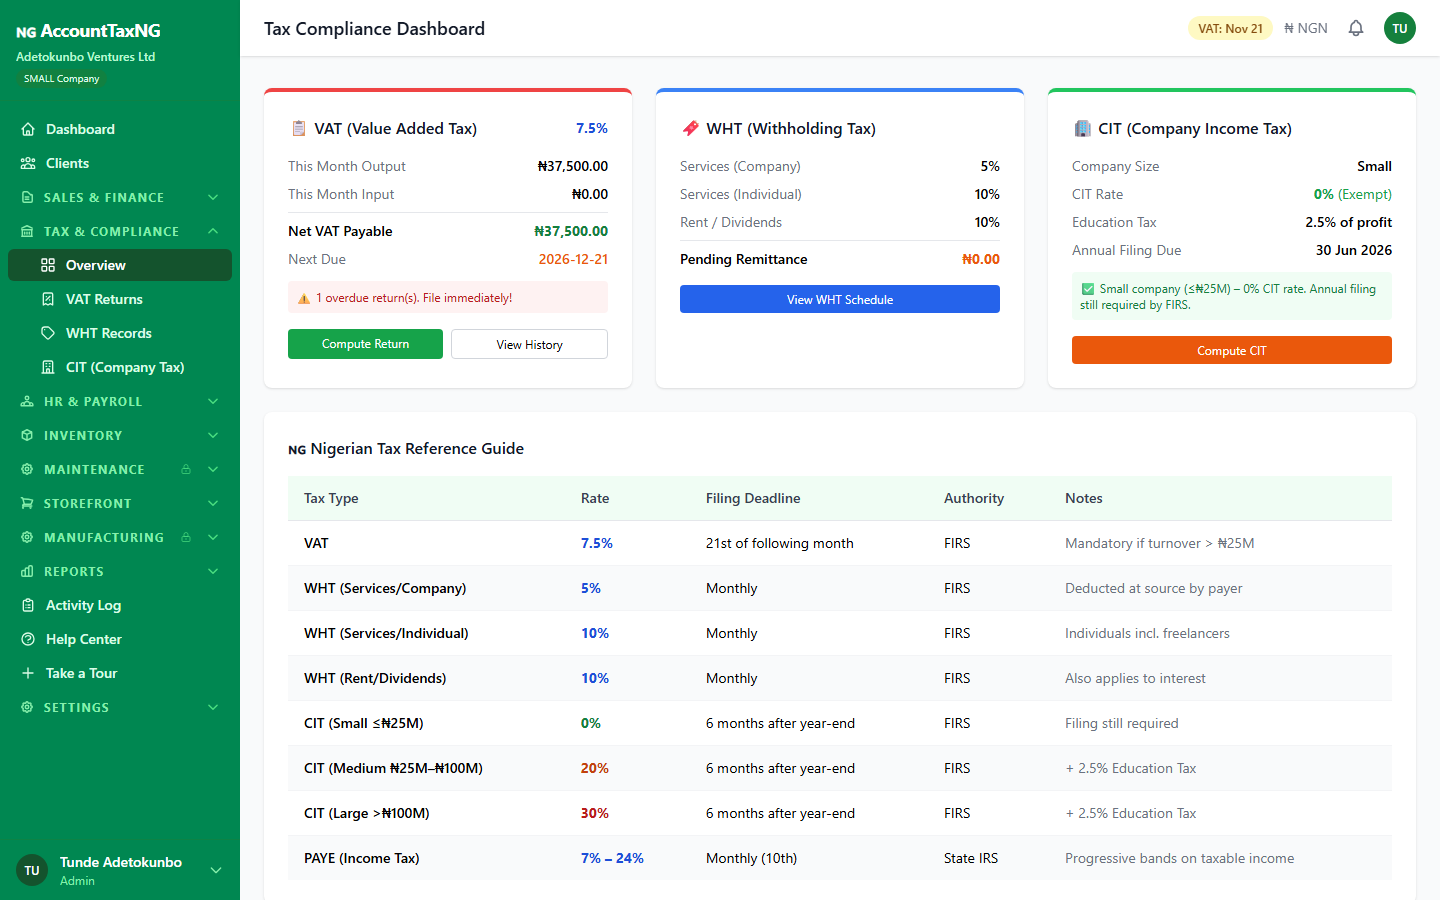 NG AccountTaxNG
Adetokunbo Ventures Ltd
SMALL Company
Dashboard
Clients
SALES & FINANCE
TAX & COMPLIANCE
Overview
VAT Returns
WHT Records
CIT (Company Tax)
HR & PAYROLL
INVENTORY
MAINTENANCE
STOREFRONT
MANUFACTURING
REPORTS
Activity Log
Help Center
Take a Tour
SETTINGS
TU
Tunde Adetokunbo
Admin
Tax Compliance Dashboard
VAT: Nov 21
₦ NGN
TU
VAT (Value Added Tax) 7.5%
This Month Output ₦37,500.00
This Month Input ₦0.00
Net VAT Payable ₦37,500.00
Next Due 2026-12-21
1 overdue return(s). File immediately!
Compute Return View History
WHT (Withholding Tax)
Services (Company) 5%
Services (Individual) 10%
Rent / Dividends 10%
Pending Remittance ₦0.00
View WHT Schedule
CIT (Company Income Tax)
Company Size Small
CIT Rate 0% (Exempt)
Education Tax 2.5% of profit
Annual Filing Due 30 Jun 2026
Small company (≤₦25M) – 0% CIT rate. Annual filing
still required by FIRS.
Compute CIT
NG Nigerian Tax Reference Guide
Tax Type Rate Filing Deadline Authority Notes
VAT 7.5% 21st of following month FIRS Mandatory if turnover > ₦25M
WHT (Services/Company) 5% Monthly FIRS Deducted at source by payer
WHT (Services/Individual) 10% Monthly FIRS Individuals incl. freelancers
WHT (Rent/Dividends) 10% Monthly FIRS Also applies to interest
CIT (Small ≤₦25M) 0% 6 months after year-end FIRS Filing still required
CIT (Medium ₦25M–₦100M) 20% 6 months after year-end FIRS + 2.5% Education Tax
CIT (Large >₦100M) 30% 6 months after year-end FIRS + 2.5% Education Tax
PAYE (Income Tax) 7% – 24% Monthly (10th) State IRS Progressive bands on taxable income